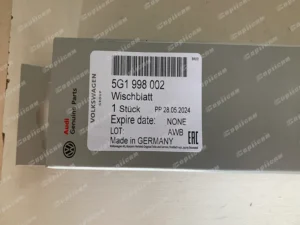 5G1 998 002
Wischblatt
1 Stück PP 28.05.2024
Expire date: NONE
LOT: AWB
Made in GERMANY
EAC
VOLKSWAGEN
Audi
Genuine Parts